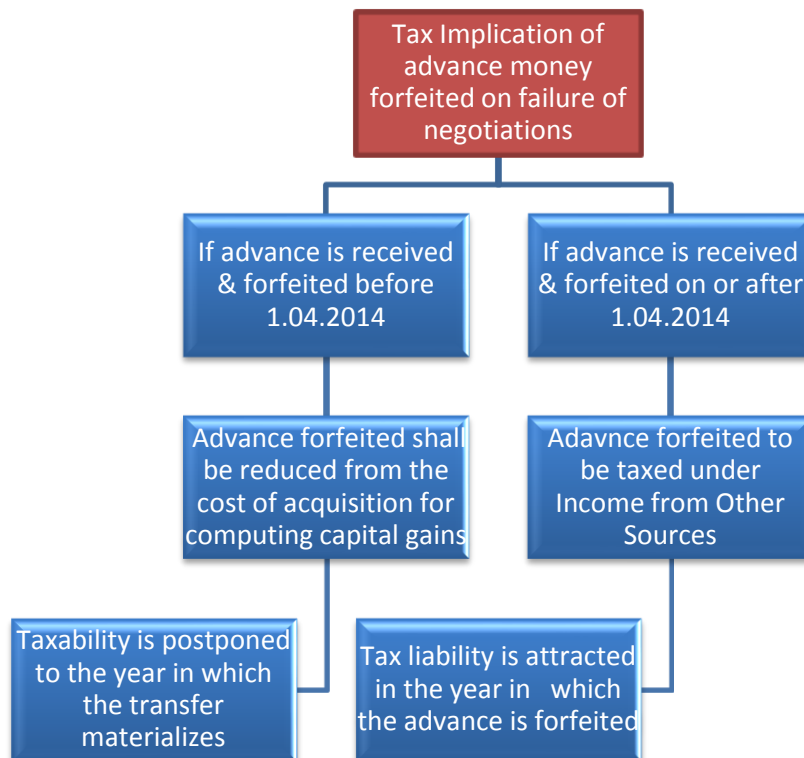 Tax Implication of
advance money
forfeited on failure of
negotiations
If advance is received
& forfeited before
1.04.2014
If advance is received
& forfeited on or after
1.04.2014
Advance forfeited shall
be reduced from the
cost of acquisition for
computing capital gains
Adavnce forfeited to
be taxed under
Income from Other
Sources
Taxability is postponed
to the year in which
the transfer
materializes
Tax liability is attracted
in the year in which
the advance is forfeited